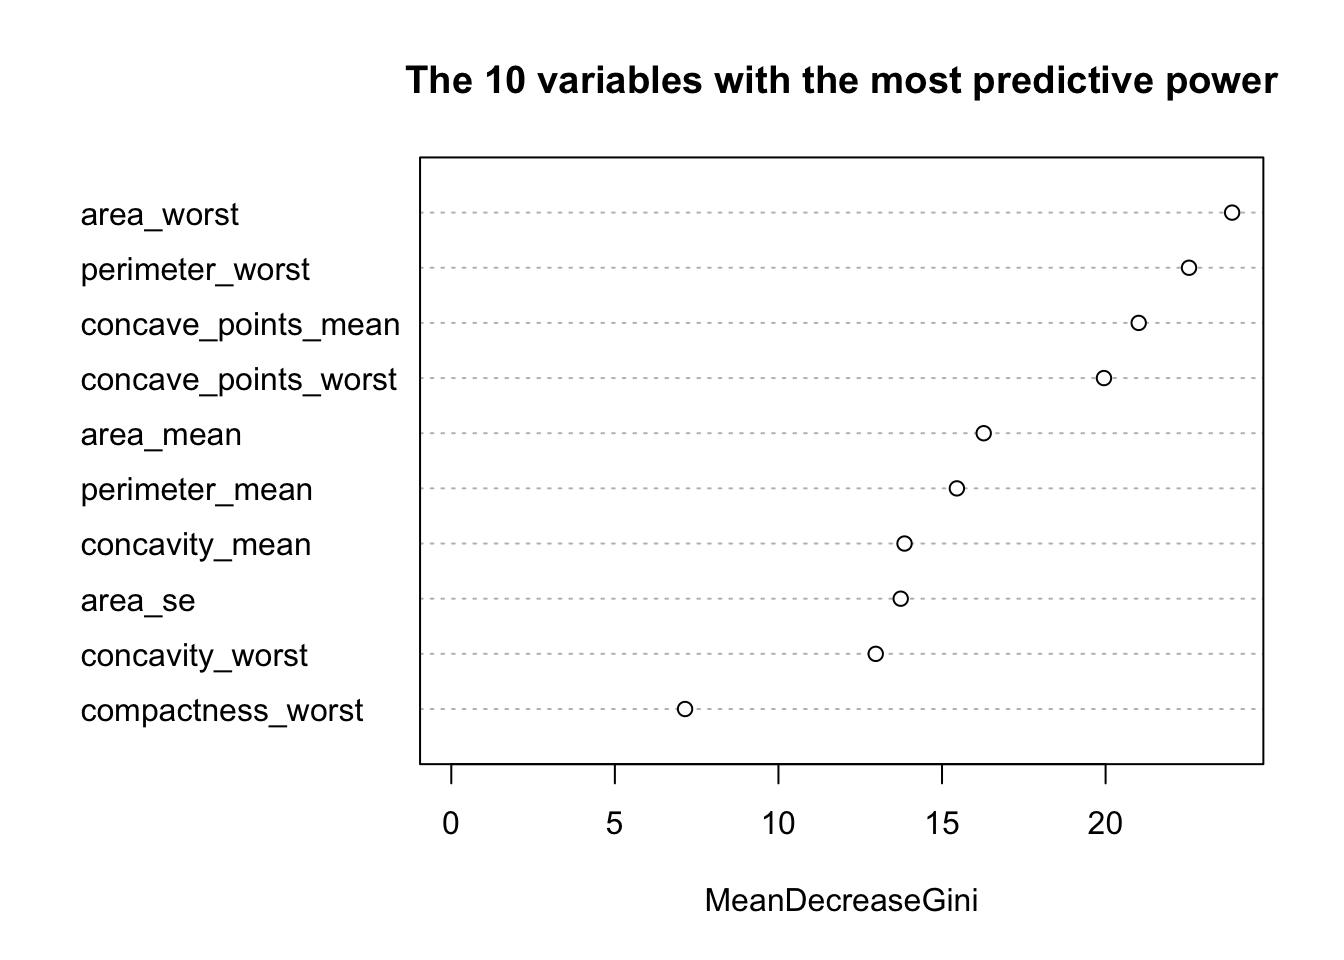 The 10 variables with the most predictive power
area_worst
perimeter_worst
concave_points_mean
concave_points_worst
area_mean
perimeter_mean
concavity_mean
area_se
concavity_worst
compactness_worst
0 5 10 15 20
MeanDecreaseGini